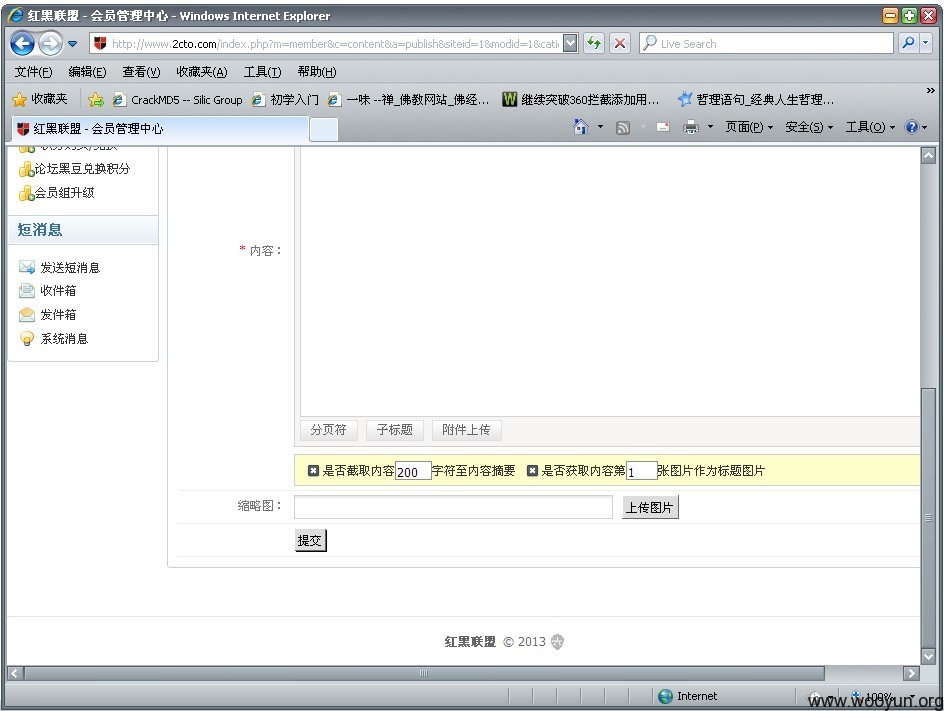 红黑联盟 - 会员管理中心 - Windows Internet Explorer
http://www.2cto.com/index.php?m=member&c=content&a=publish&siteid=1&modid=1&cati
Live Search
文件(F) 编辑(E) 查看(V) 收藏夹(A) 工具(T) 帮助(H)
收藏夹 CrackMD5 -- Silic Group 初学入门 一味 --禅_佛教网站_佛经... 继续突破360拦截添加用... 哲理语句_经典人生哲理... »
红黑联盟 - 会员管理中心 页面(P) 安全(S) 工具(O)
论坛黑豆兑换积分
会员组升级
短消息
* 内容：
发送短消息
收件箱
发件箱
系统消息
分页符 子标题 附件上传
是否截取内容 200 字符至内容摘要 是否获取内容第 1 张图片作为标题图片
缩略图： 上传图片
提交
红黑联盟 © 2013
Internet 100%
www.wooyun.org